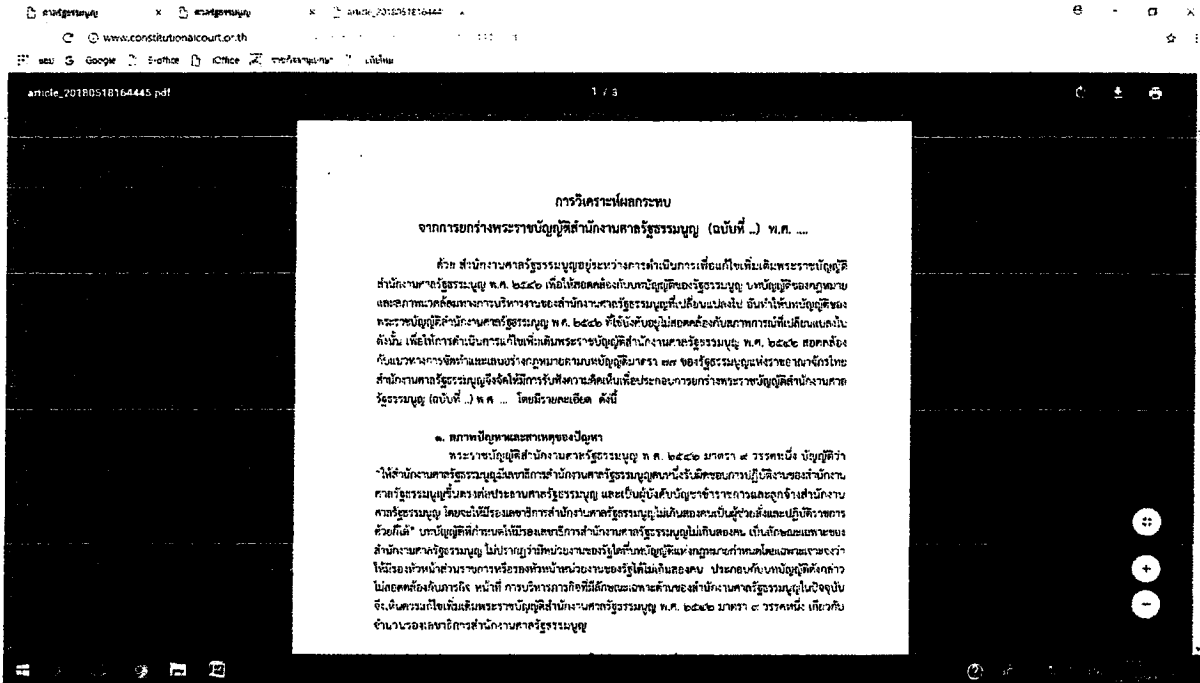 ศาลรัฐธรรมนูญ
ศาลรัฐธรรมนูญ
article_20180518164445
www.constitutionalcourt.or.th
Google E-office iOffice
article_20180518164445.pdf
1 / 3
การวิเคราะห์ผลกระทบ
จากการยกร่างพระราชบัญญัติสำนักงานศาลรัฐธรรมนูญ (ฉบับที่ ..) พ.ศ. ....
ด้วย สำนักงานศาลรัฐธรรมนูญอยู่ระหว่างการดำเนินการเพื่อแก้ไขเพิ่มเติมพระราชบัญญัติ
สำนักงานศาลรัฐธรรมนูญ พ.ศ. ๒๕๔๒ เพื่อให้สอดคล้องกับบทบัญญัติของรัฐธรรมนูญ บทบัญญัติของกฎหมาย
และสภาพแวดล้อมทางการบริหารงานของสำนักงานศาลรัฐธรรมนูญที่เปลี่ยนแปลงไป อันทำให้บทบัญญัติของ
พระราชบัญญัติสำนักงานศาลรัฐธรรมนูญ พ.ศ. ๒๕๔๒ ที่ใช้บังคับอยู่ไม่สอดคล้องกับสภาพการณ์ที่เปลี่ยนแปลงไป
ดังนั้น เพื่อให้การดำเนินการแก้ไขเพิ่มเติมพระราชบัญญัติสำนักงานศาลรัฐธรรมนูญ พ.ศ. ๒๕๔๒ สอดคล้อง
กับแนวทางการจัดทำและเสนอร่างกฎหมายตามบทบัญญัติมาตรา ๗๗ ของรัฐธรรมนูญแห่งราชอาณาจักรไทย
สำนักงานศาลรัฐธรรมนูญจึงจัดให้มีการรับฟังความคิดเห็นเพื่อประกอบการยกร่างพระราชบัญญัติสำนักงานศาล
รัฐธรรมนูญ (ฉบับที่ ..) พ.ศ. ... โดยมีรายละเอียด ดังนี้
๑. สภาพปัญหาและสาเหตุของปัญหา
พระราชบัญญัติสำนักงานศาลรัฐธรรมนูญ พ.ศ. ๒๕๔๒ มาตรา ๙ วรรคหนึ่ง บัญญัติว่า
"ให้สำนักงานศาลรัฐธรรมนูญมีเลขาธิการสำนักงานศาลรัฐธรรมนูญคนหนึ่งรับผิดชอบการปฏิบัติงานของสำนักงาน
ศาลรัฐธรรมนูญขึ้นตรงต่อประธานศาลรัฐธรรมนูญ และเป็นผู้บังคับบัญชาข้าราชการและลูกจ้างสำนักงาน
ศาลรัฐธรรมนูญ โดยจะให้มีรองเลขาธิการสำนักงานศาลรัฐธรรมนูญไม่เกินสองคนเป็นผู้ช่วยสั่งและปฏิบัติราชการ
ด้วยก็ได้" บทบัญญัติที่กำหนดให้มีรองเลขาธิการสำนักงานศาลรัฐธรรมนูญไม่เกินสองคน เป็นลักษณะเฉพาะของ
สำนักงานศาลรัฐธรรมนูญ ไม่ปรากฏว่ามีหน่วยงานของรัฐใดที่บทบัญญัติแห่งกฎหมายกำหนดโดยเฉพาะเจาะจงว่า
ให้มีรองหัวหน้าส่วนราชการหรือรองหัวหน้าหน่วยงานของรัฐได้ไม่เกินสองคน ประกอบกับบทบัญญัติดังกล่าว
ไม่สอดคล้องกับภารกิจ หน้าที่ การบริหารภารกิจที่มีลักษณะเฉพาะด้านของสำนักงานศาลรัฐธรรมนูญในปัจจุบัน
จึงเห็นควรแก้ไขเพิ่มเติมพระราชบัญญัติสำนักงานศาลรัฐธรรมนูญ พ.ศ. ๒๕๔๒ มาตรา ๙ วรรคหนึ่ง เกี่ยวกับ
จำนวนรองเลขาธิการสำนักงานศาลรัฐธรรมนูญ